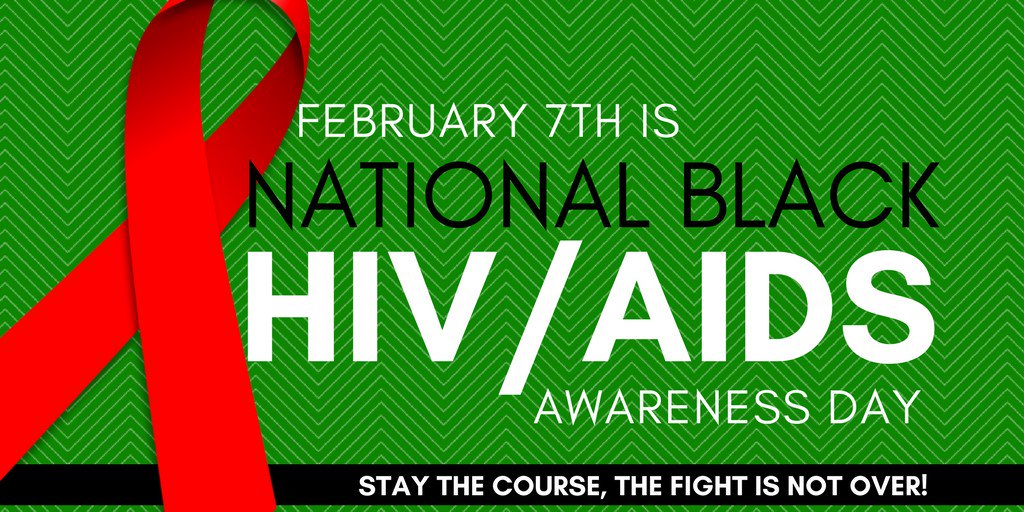 FEBRUARY 7TH IS
NATIONAL BLACK
HIV/AIDS
AWARENESS DAY
STAY THE COURSE, THE FIGHT IS NOT OVER!